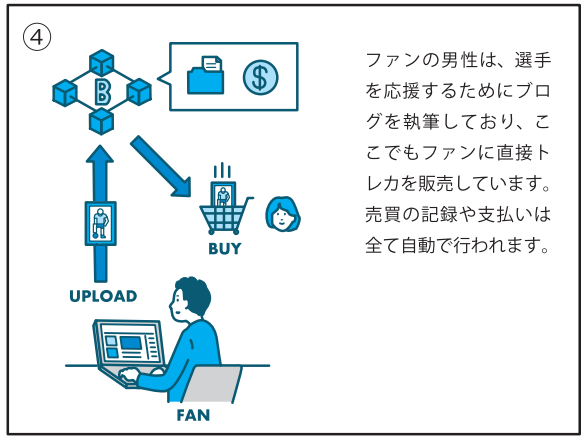 ④
B
$
ファンの男性は、選手
を応援するためにブロ
グを執筆しており、こ
こでもファンに直接ト
レカを販売しています。
売買の記録や支払いは
全て自動で行われます。
BUY
UPLOAD
FAN